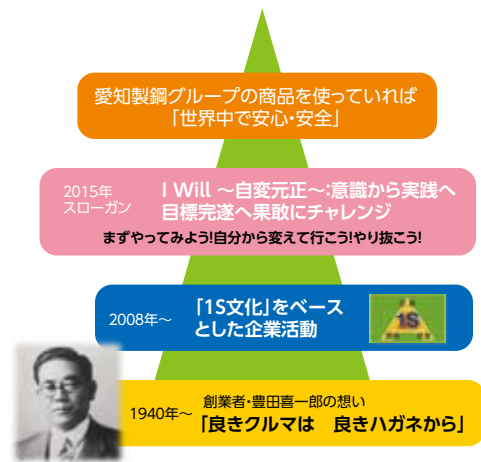 愛知製鋼グループの商品を使っていれば
「世界中で安心・安全」
2015年
スローガン
I Will ～自変元正～:意識から実践へ
目標完遂へ果敢にチャレンジ
まずやってみよう!自分から変えて行こう!やり抜こう!
2008年～
「1S文化」をベース
とした企業活動
1S
1940年～
創業者・豊田喜一郎の想い
「良きクルマは 良きハガネから」